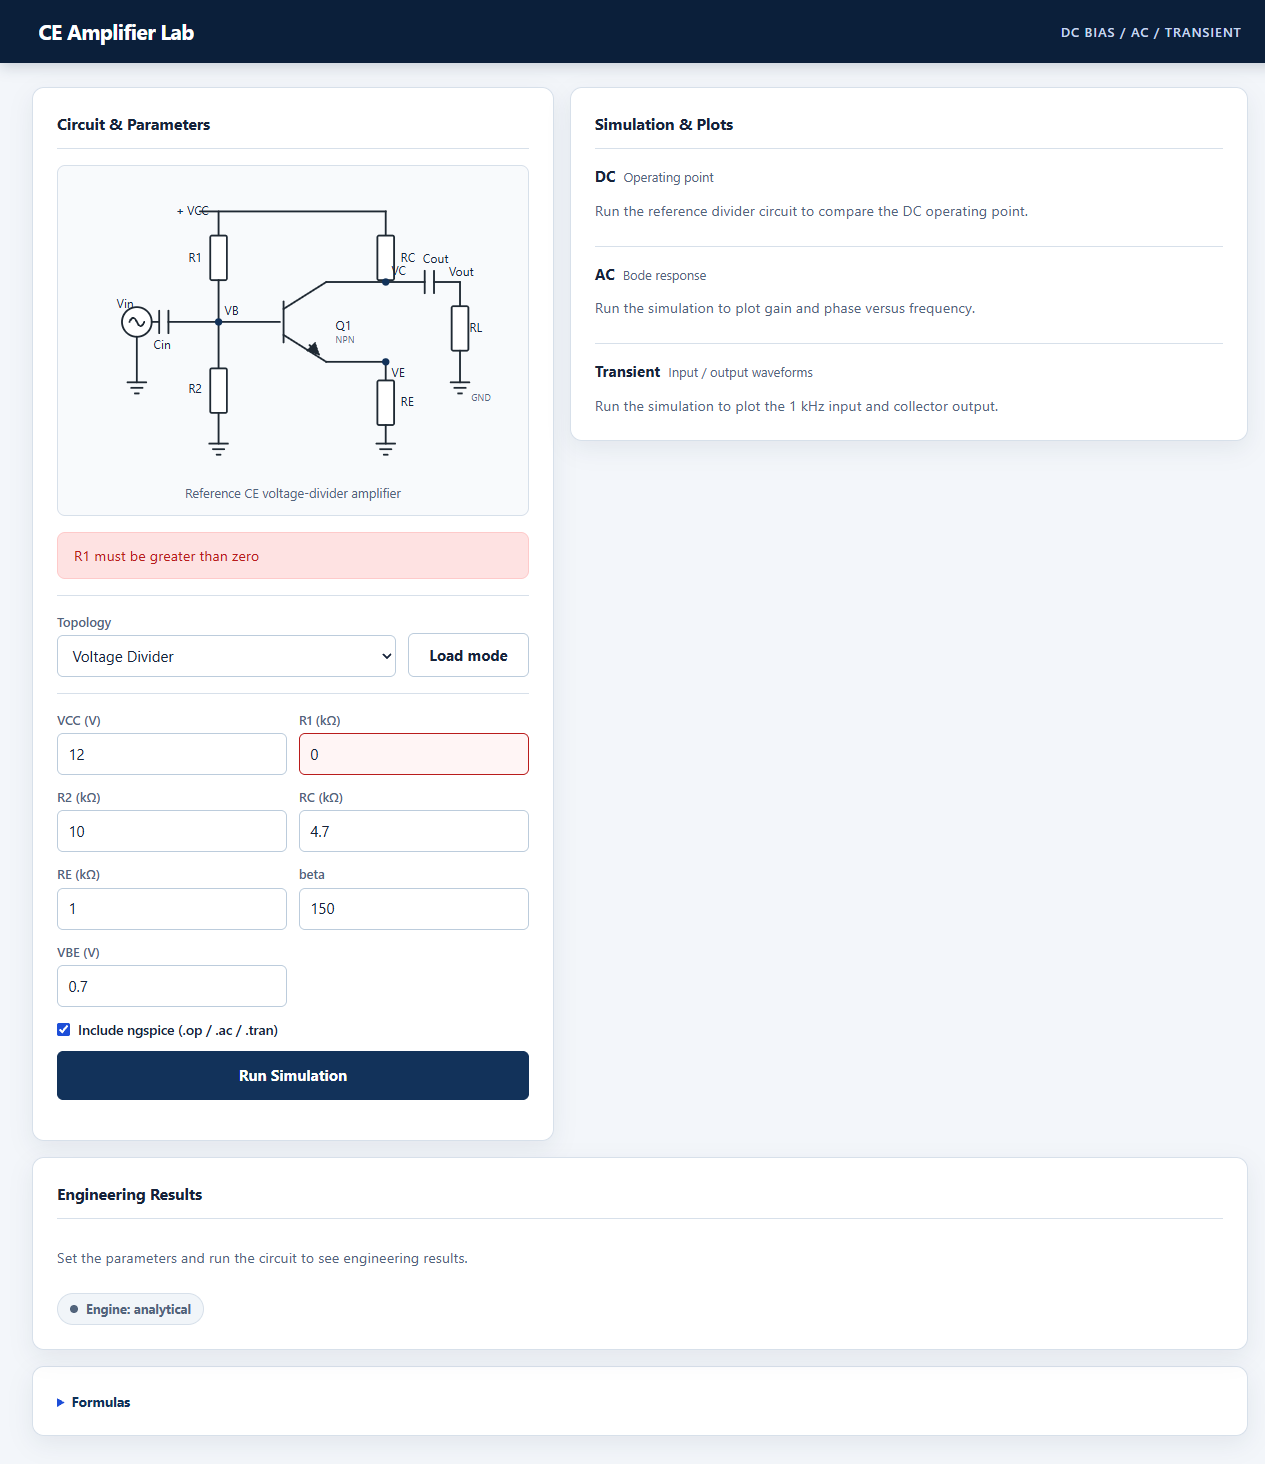 CE Amplifier Lab
DC BIAS / AC / TRANSIENT
Circuit & Parameters
+ VCC
R1
RC
Cout
VC
Vout
Vin
VB
Cin
Q1
NPN
RL
R2
VE
RE
GND
Reference CE voltage-divider amplifier
R1 must be greater than zero
Topology
Voltage Divider
Load mode
VCC (V)
R1 (kΩ)
12
0
R2 (kΩ)
RC (kΩ)
10
4.7
RE (kΩ)
beta
1
150
VBE (V)
0.7
Include ngspice (.op / .ac / .tran)
Run Simulation
Simulation & Plots
DC Operating point
Run the reference divider circuit to compare the DC operating point.
AC Bode response
Run the simulation to plot gain and phase versus frequency.
Transient Input / output waveforms
Run the simulation to plot the 1 kHz input and collector output.
Engineering Results
Set the parameters and run the circuit to see engineering results.
Engine: analytical
Formulas